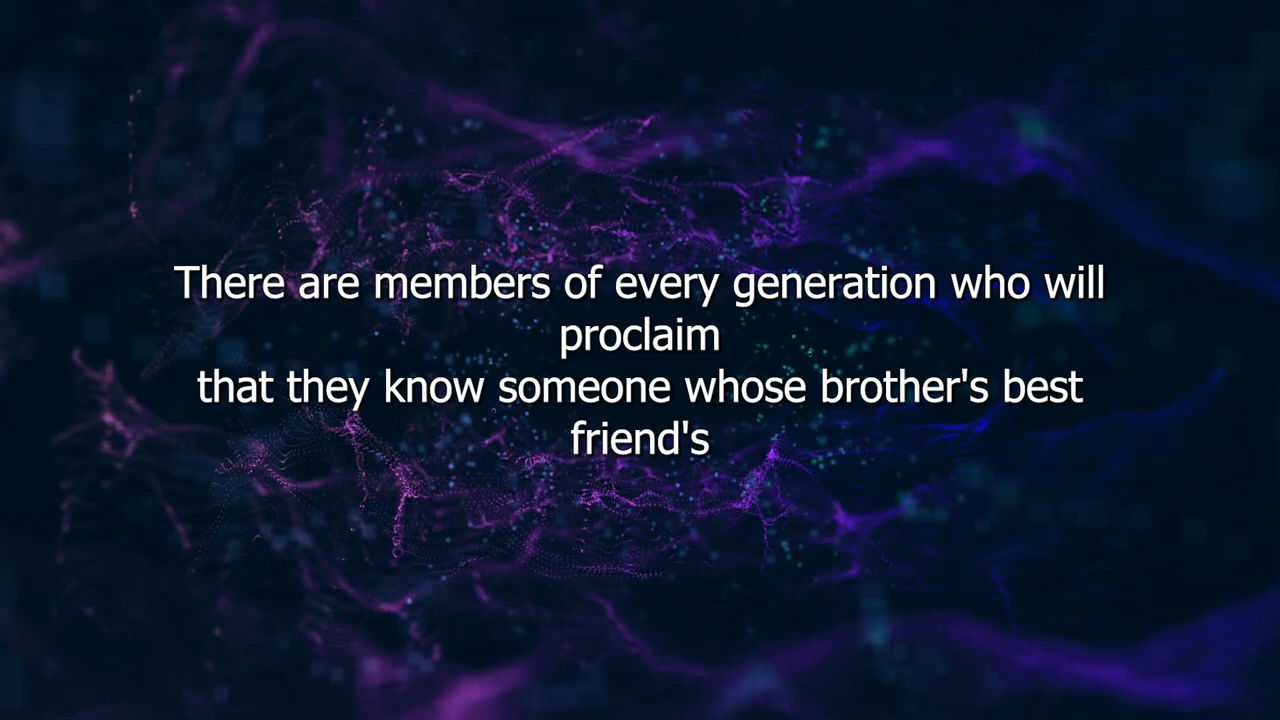 There are members of every generation who will
proclaim
that they know someone whose brother's best
friend's